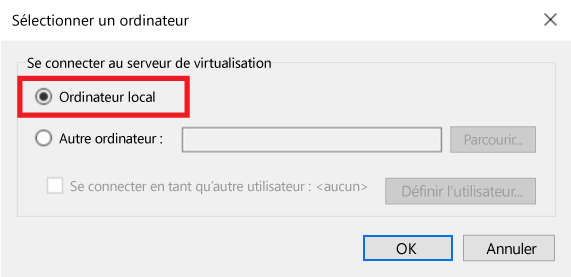 Sélectionner un ordinateur
Se connecter au serveur de virtualisation
Ordinateur local
Autre ordinateur :
Parcourir...
Se connecter en tant qu'autre utilisateur : <aucun>
Définir l'utilisateur...
OK
Annuler